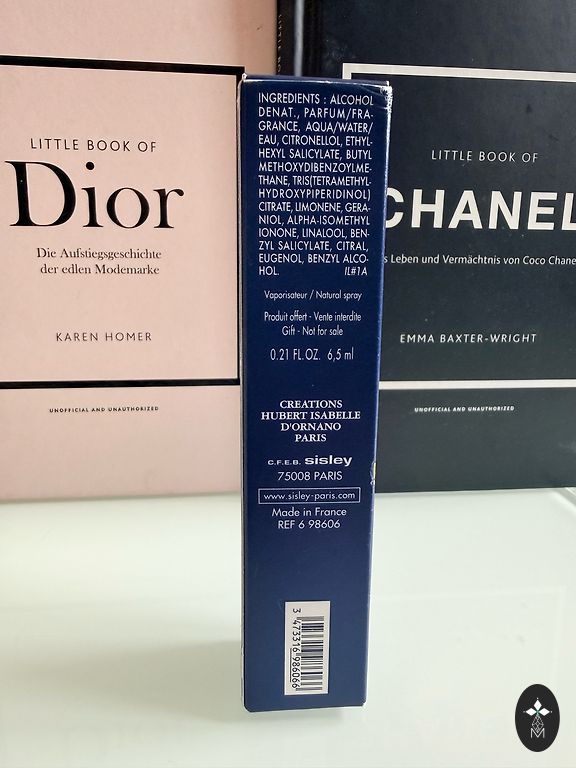 LITTLE BOOK OF
Dior
Die Aufstiegsgeschichte
der edlen Modemarke
KAREN HOMER
UNOFFICIAL AND UNAUTHORIZED
INGREDIENTS : ALCOHOL
DENAT., PARFUM/FRA-
GRANCE, AQUA/WATER/
EAU, CITRONELLOL, ETHYL-
HEXYL SALICYLATE, BUTYL
METHOXYDIBENZOYLME-
THANE, TRIS(TETRAMETHYL-
HYDROXYPIPERIDINOL)
CITRATE, LIMONENE, GERA-
NIOL, ALPHA-ISOMETHYL
IONONE, LINALOOL, BEN-
ZYL SALICYLATE, CITRAL,
EUGENOL, BENZYL ALCO-
HOL. IL#1A
Vaporisateur / Natural spray
Produit offert - Vente interdite
Gift - Not for sale
0.21 FL.OZ. 6,5 ml
CREATIONS
HUBERT ISABELLE
D'ORNANO
PARIS
C.F.E.B. sisley
75008 PARIS
www.sisley-paris.com
Made in France
REF 6 98606
3 473316 986066
LITTLE BOOK OF
CHANEL
s Leben und Vermächtnis von Coco Chane
EMMA BAXTER-WRIGHT
UNOFFICIAL AND UNAUTHORIZED
M